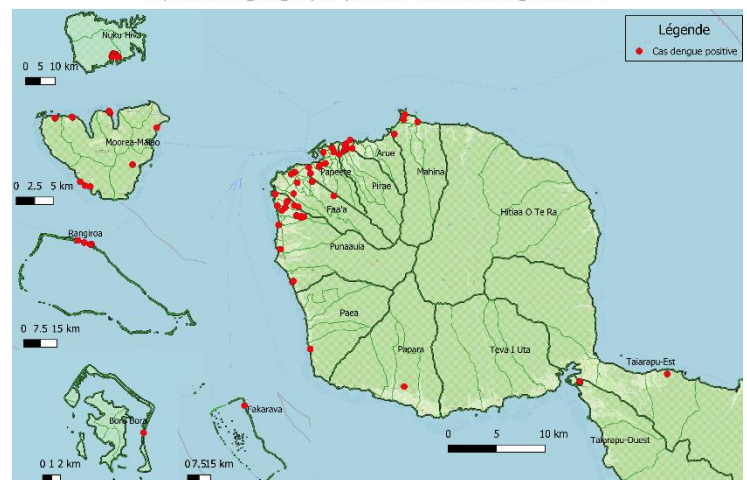 Légende
Cas dengue positive
Nuku Hiva
0 5 10 km
Moorea-Maiao
0 2.5 5 km
Rangiroa
0 7.5 15 km
Bora Bora
0 1 2 km
Fakarava
0 7.5 15 km
Arue
Mahina
Papeete
Pirae
Hitiaa O Te Ra
Faa'a
Punaauia
Paea
Papara
Teva I Uta
Taiarapu-Est
Taiarapu-Ouest
0 5 10 km